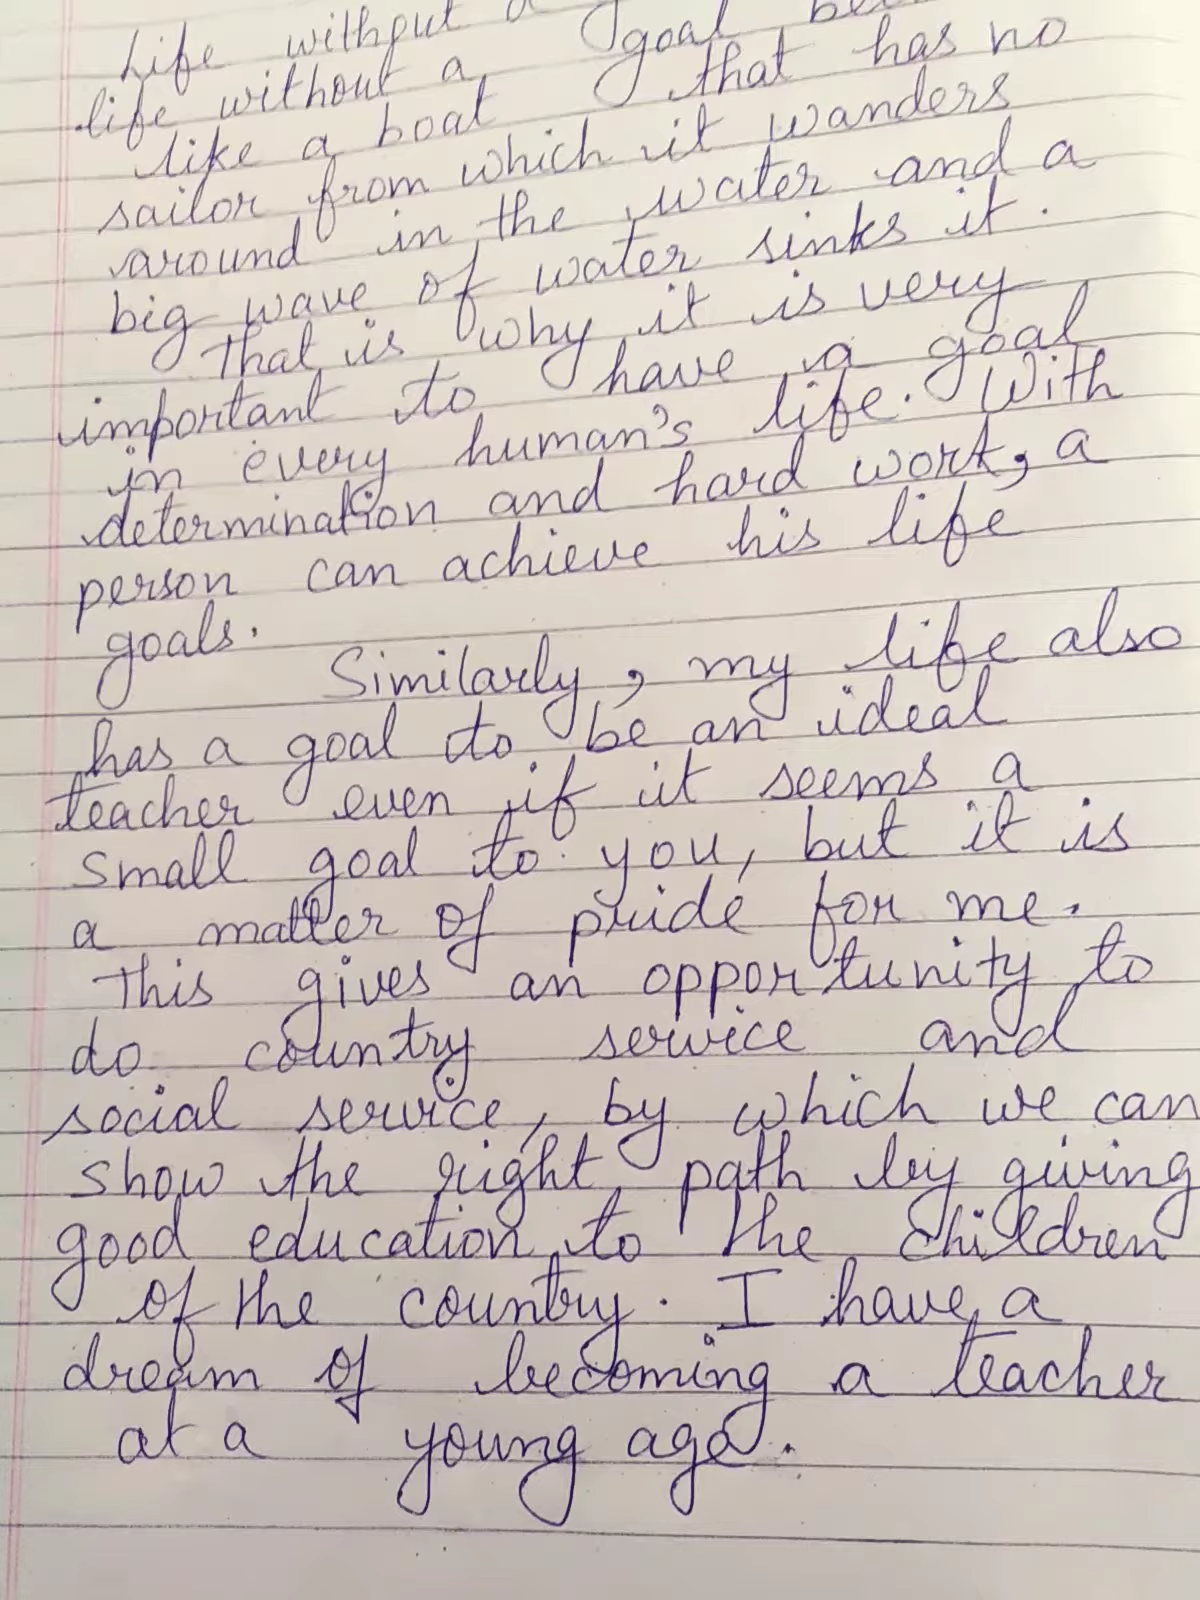 Life without a
life without a goal
like a boat that has no
sailor from which it wanders
around in the water and a
big wave of water sinks it.
That is why it is very
important to have a goal
in every human's life. With
determination and hard work, a
person can achieve his life
goals.
Similarly, my life also
has a goal to be an ideal
teacher even if it seems a
small goal to you, but it is
a matter of pride for me.
This gives an opportunity to
do country service and
social service, by which we can
show the right path by giving
good education to the children
of the country. I have a
dream of becoming a teacher
at a young age.